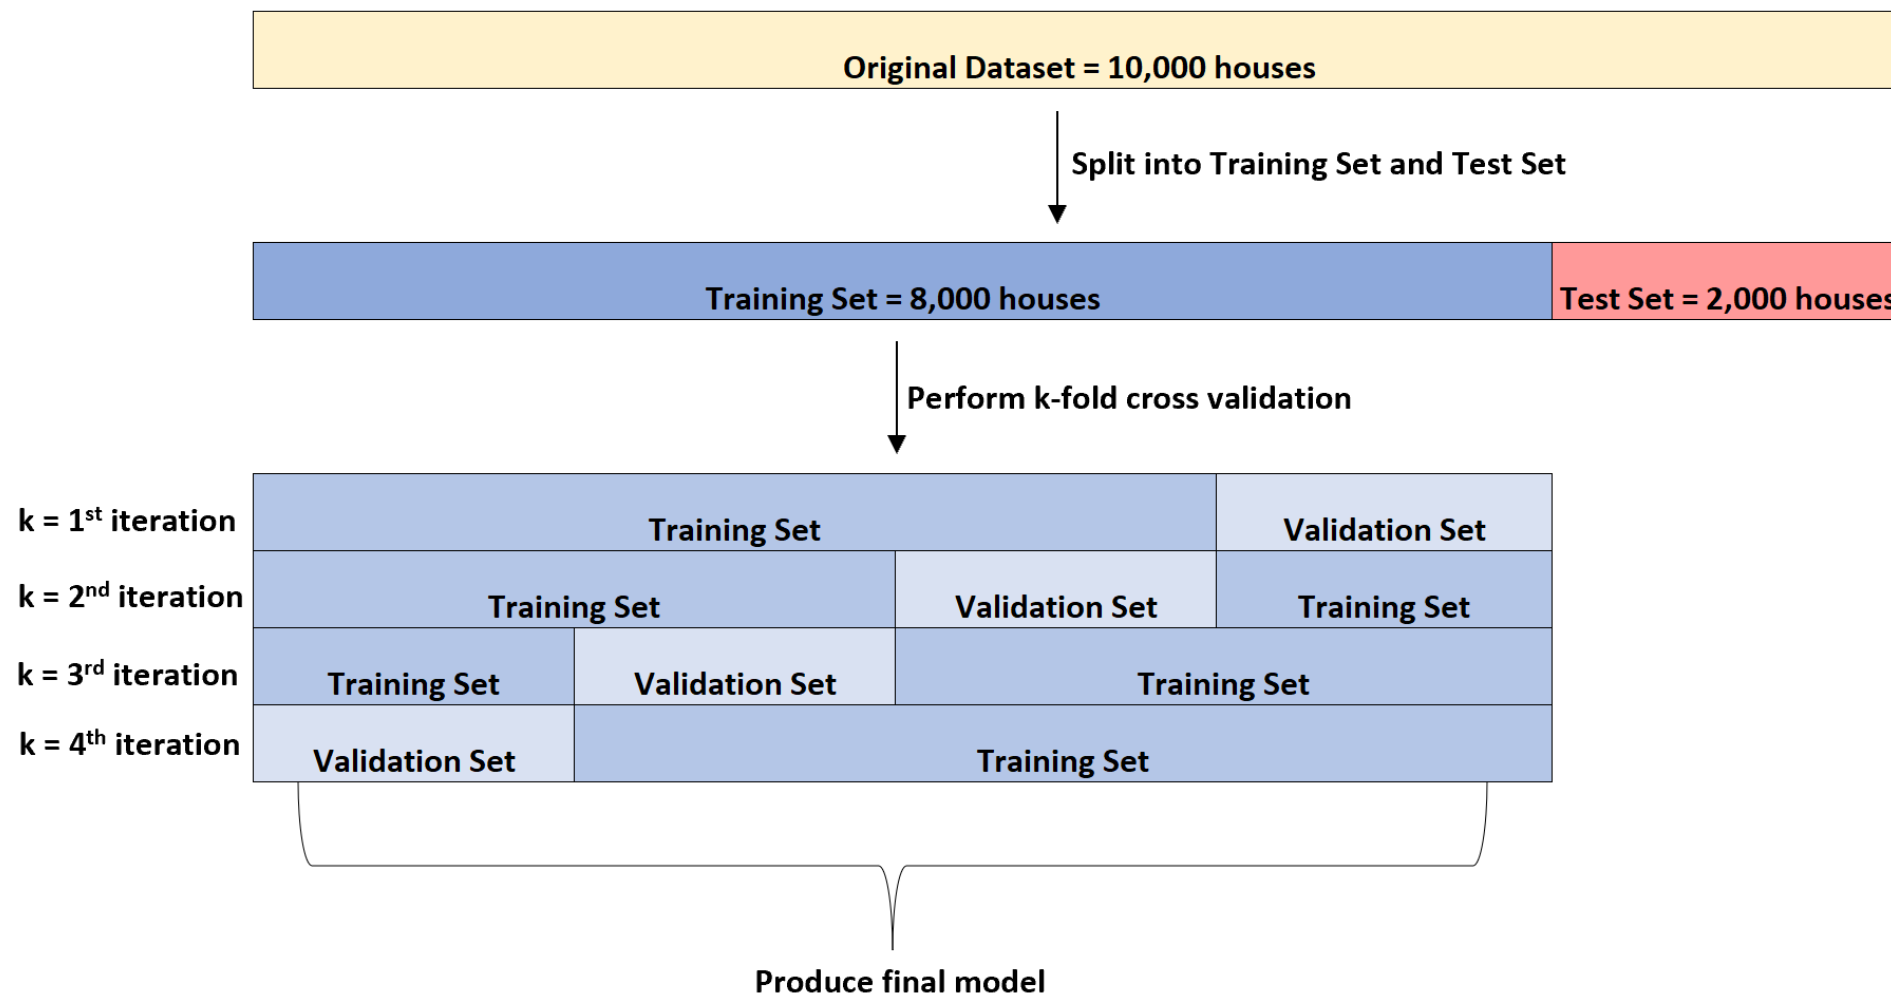 Original Dataset = 10,000 houses
Split into Training Set and Test Set
Training Set = 8,000 houses
Test Set = 2,000 houses
Perform k-fold cross validation
k = 1st iteration
Training Set
Validation Set
k = 2nd iteration
Training Set
Validation Set
Training Set
k = 3rd iteration
Training Set
Validation Set
Training Set
k = 4th iteration
Validation Set
Training Set
Produce final model